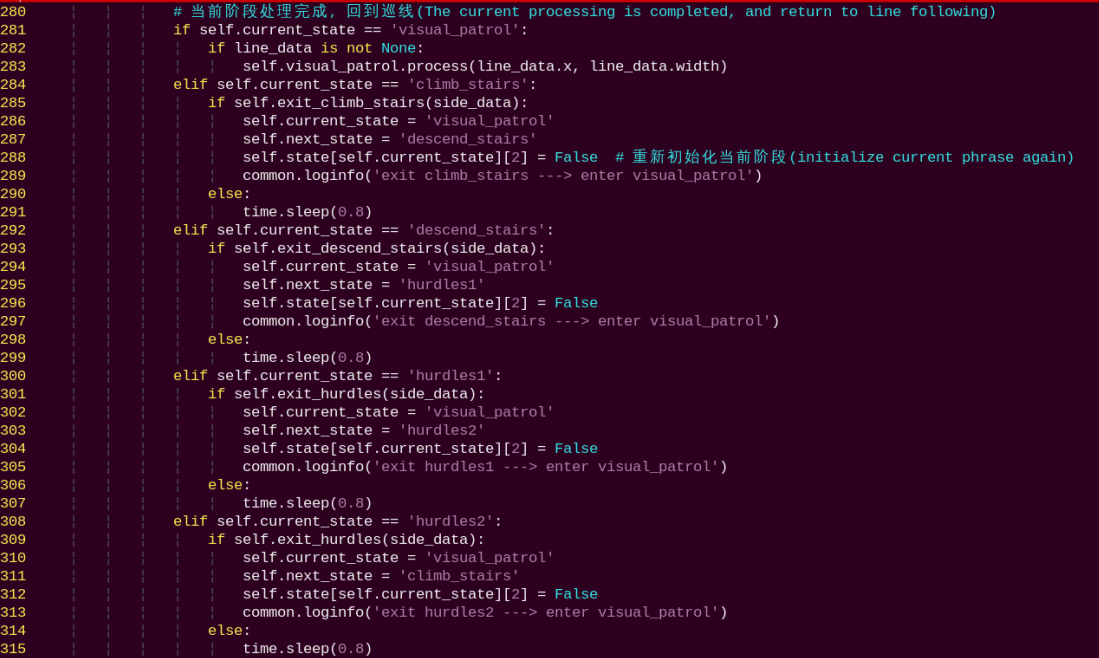 280 # 当前阶段处理完成, 回到巡线(The current processing is completed, and return to line following)
281 if self.current_state == 'visual_patrol':
282 if line_data is not None:
283 self.visual_patrol.process(line_data.x, line_data.width)
284 elif self.current_state == 'climb_stairs':
285 if self.exit_climb_stairs(side_data):
286 self.current_state = 'visual_patrol'
287 self.next_state = 'descend_stairs'
288 self.state[self.current_state][2] = False # 重新初始化当前阶段(initialize current phrase again)
289 common.loginfo('exit climb_stairs ---> enter visual_patrol')
290 else:
291 time.sleep(0.8)
292 elif self.current_state == 'descend_stairs':
293 if self.exit_descend_stairs(side_data):
294 self.current_state = 'visual_patrol'
295 self.next_state = 'hurdles1'
296 self.state[self.current_state][2] = False
297 common.loginfo('exit descend_stairs ---> enter visual_patrol')
298 else:
299 time.sleep(0.8)
300 elif self.current_state == 'hurdles1':
301 if self.exit_hurdles(side_data):
302 self.current_state = 'visual_patrol'
303 self.next_state = 'hurdles2'
304 self.state[self.current_state][2] = False
305 common.loginfo('exit hurdles1 ---> enter visual_patrol')
306 else:
307 time.sleep(0.8)
308 elif self.current_state == 'hurdles2':
309 if self.exit_hurdles(side_data):
310 self.current_state = 'visual_patrol'
311 self.next_state = 'climb_stairs'
312 self.state[self.current_state][2] = False
313 common.loginfo('exit hurdles2 ---> enter visual_patrol')
314 else:
315 time.sleep(0.8)